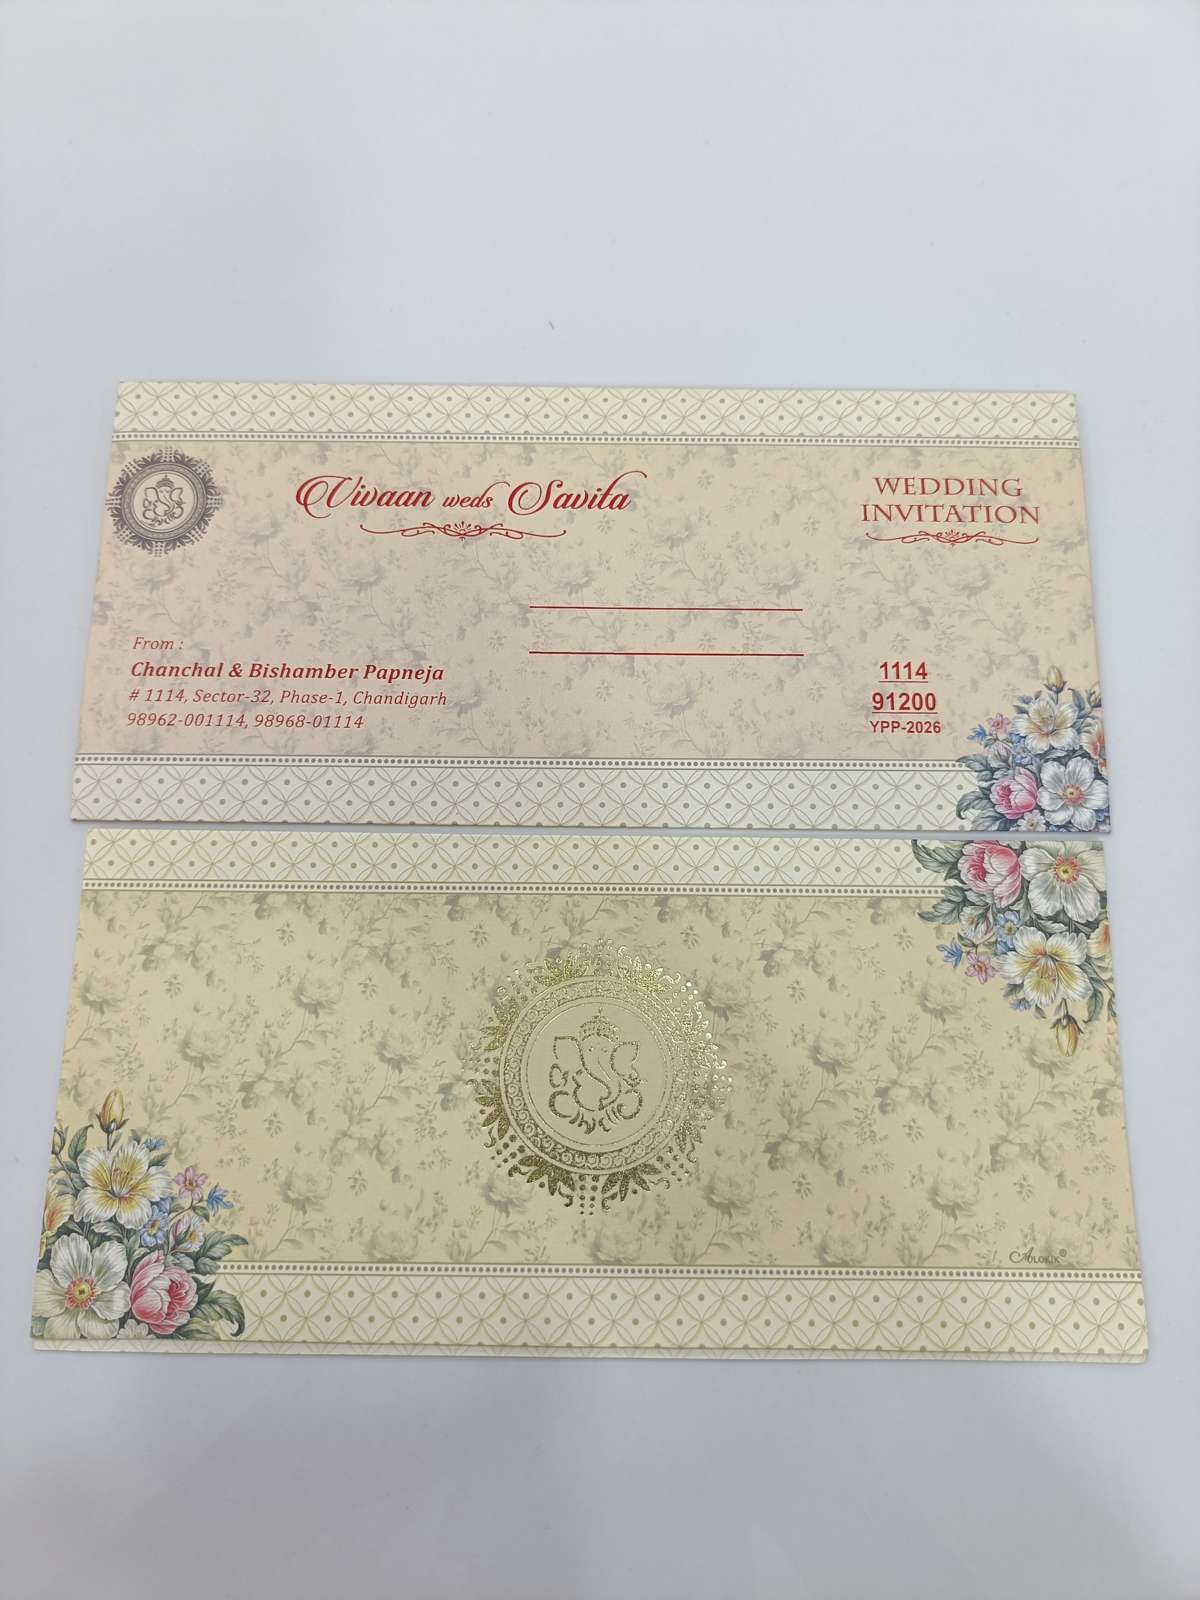 Vivaan weds Savita
WEDDING
INVITATION
From :
Chanchal & Bishamber Papneja
# 1114, Sector-32, Phase-1, Chandigarh
98962-001114, 98968-01114
1114
91200
YPP-2026
AOLOKIK®